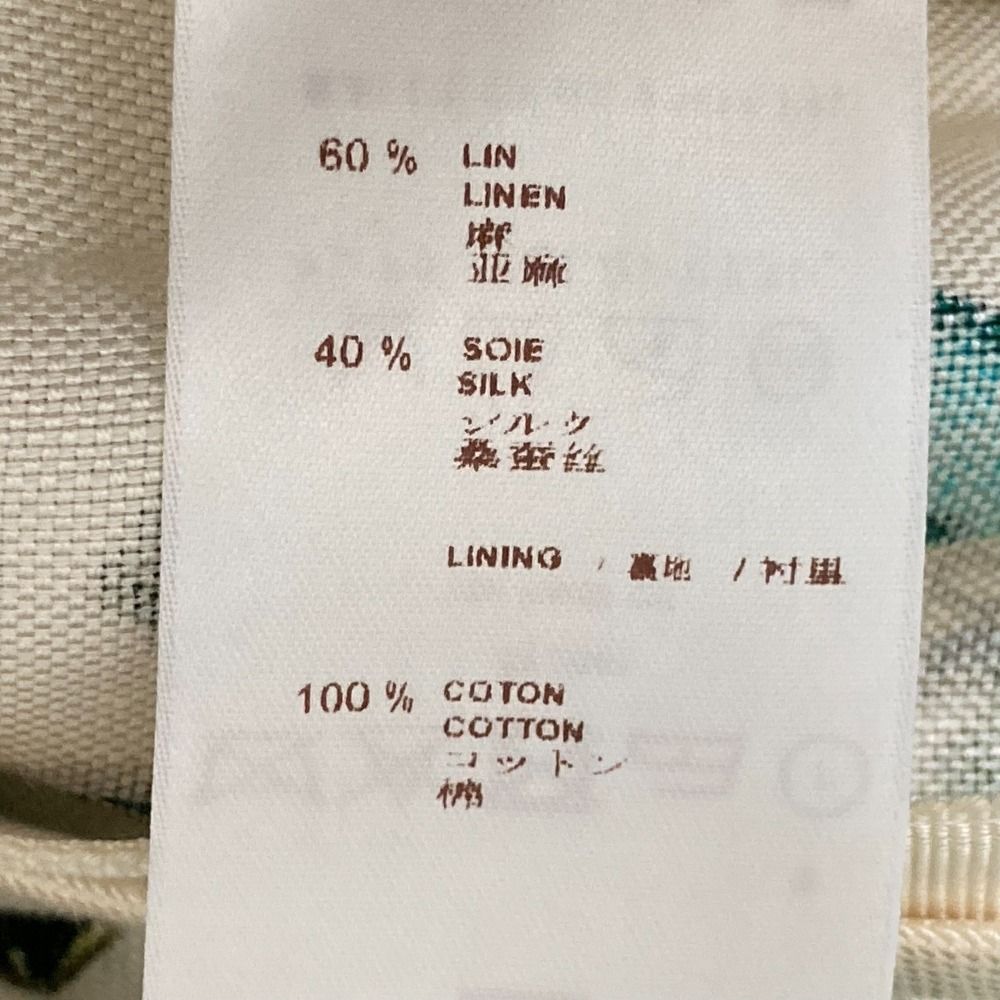 60 % LIN
LINEN
麻
亜麻
40 % SOIE
SILK
シルク
桑蚕丝
LINING / 裏地 / 衬里
100 % COTON
COTTON
コットン
棉